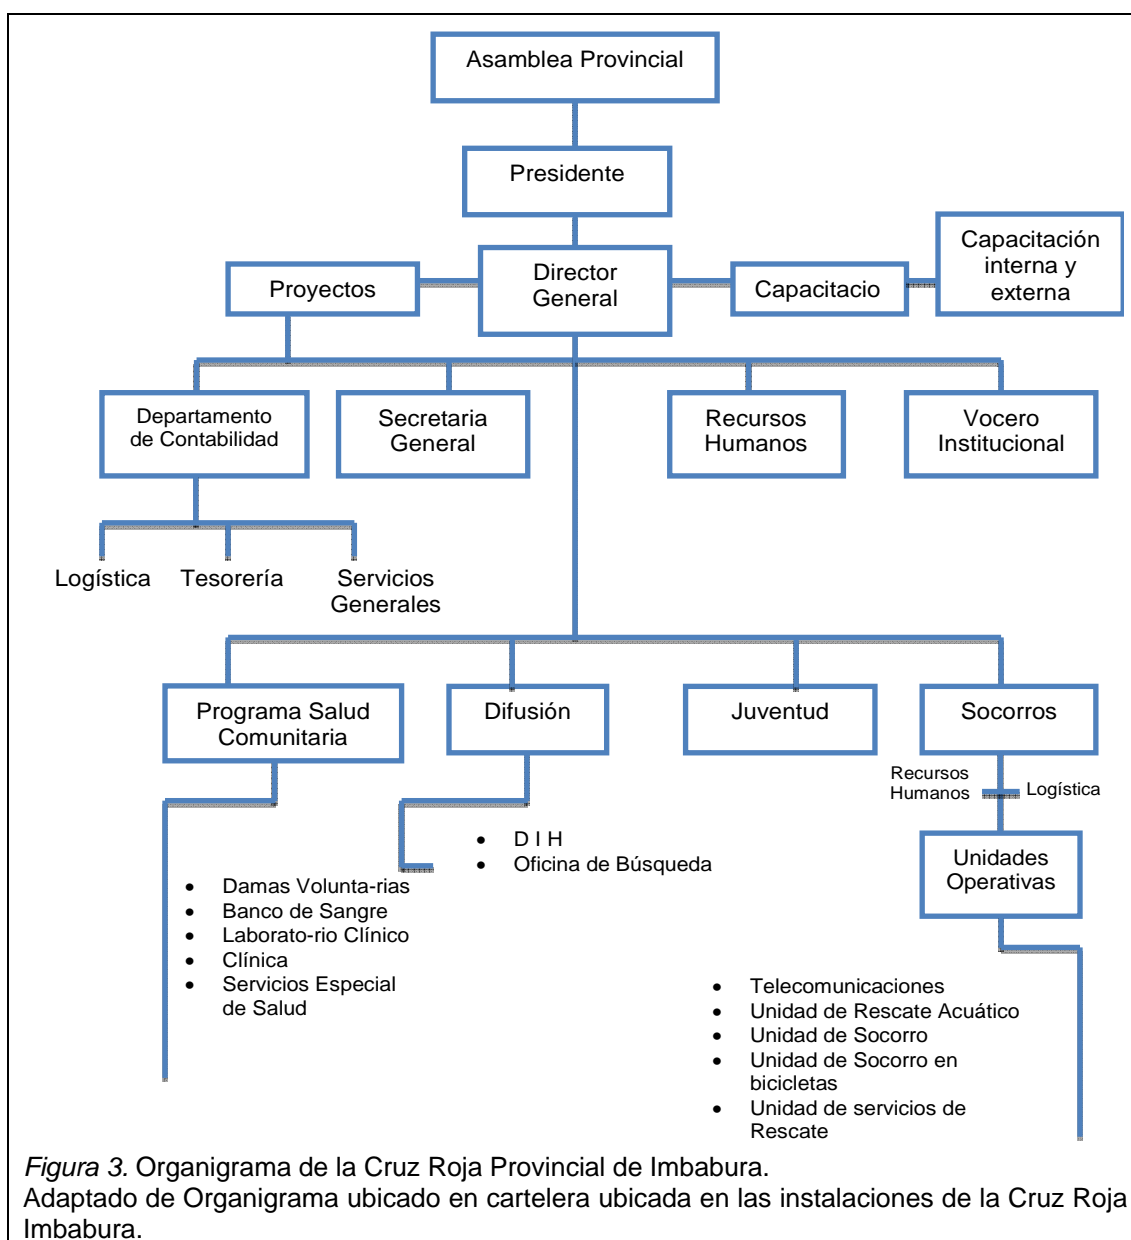 Asamblea Provincial
Presidente
Director
General
Proyectos
Capacitacio
Capacitación
interna y
externa
Departamento
de Contabilidad
Secretaria
General
Recursos
Humanos
Vocero
Institucional
Logística
Tesorería
Servicios
Generales
Programa Salud
Comunitaria
Difusión
Juventud
Socorros
Recursos
Humanos
Logística
Unidades
Operativas
• D I H
• Oficina de Búsqueda
• Damas Volunta-rias
• Banco de Sangre
• Laborato-rio Clínico
• Clínica
• Servicios Especial
de Salud
• Telecomunicaciones
• Unidad de Rescate Acuático
• Unidad de Socorro
• Unidad de Socorro en
bicicletas
• Unidad de servicios de
Rescate
Figura 3. Organigrama de la Cruz Roja Provincial de Imbabura.
Adaptado de Organigrama ubicado en cartelera ubicada en las instalaciones de la Cruz Roja
Imbabura.